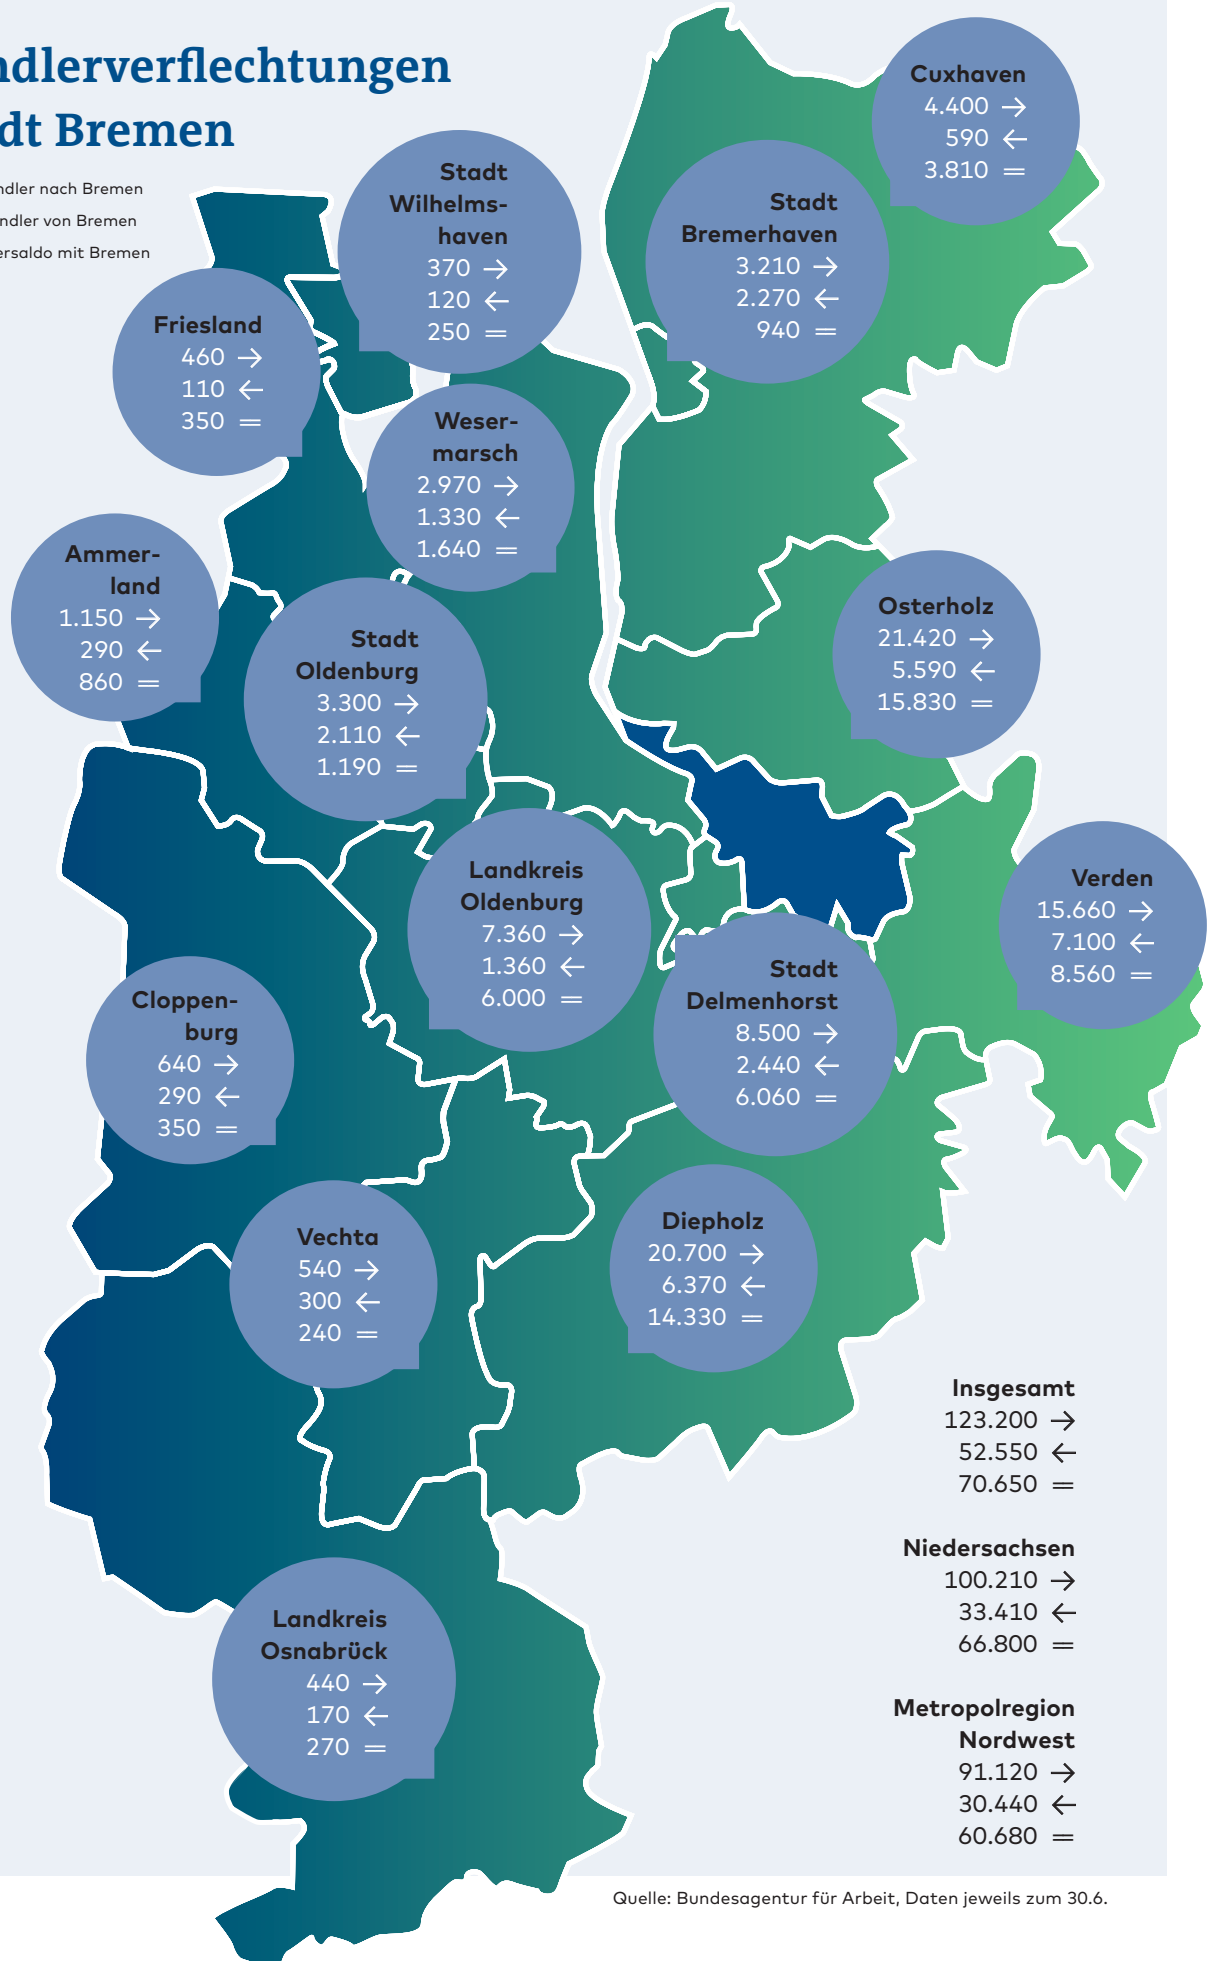 ndlerverflechtungen
dt Bremen
ndler nach Bremen
ndler von Bremen
ersaldo mit Bremen
Cuxhaven
4.400 →
590 ←
3.810 =
Stadt
Wilhelms-
haven
370 →
120 ←
250 =
Stadt
Bremerhaven
3.210 →
2.270 ←
940 =
Friesland
460 →
110 ←
350 =
Weser-
marsch
2.970 →
1.330 ←
1.640 =
Ammer-
land
1.150 →
290 ←
860 =
Stadt
Oldenburg
3.300 →
2.110 ←
1.190 =
Osterholz
21.420 →
5.590 ←
15.830 =
Landkreis
Oldenburg
7.360 →
1.360 ←
6.000 =
Verden
15.660 →
7.100 ←
8.560 =
Stadt
Delmenhorst
8.500 →
2.440 ←
6.060 =
Cloppen-
burg
640 →
290 ←
350 =
Vechta
540 →
300 ←
240 =
Diepholz
20.700 →
6.370 ←
14.330 =
Insgesamt
123.200 →
52.550 ←
70.650 =
Niedersachsen
100.210 →
33.410 ←
66.800 =
Landkreis
Osnabrück
440 →
170 ←
270 =
Metropolregion
Nordwest
91.120 →
30.440 ←
60.680 =
Quelle: Bundesagentur für Arbeit, Daten jeweils zum 30.6.